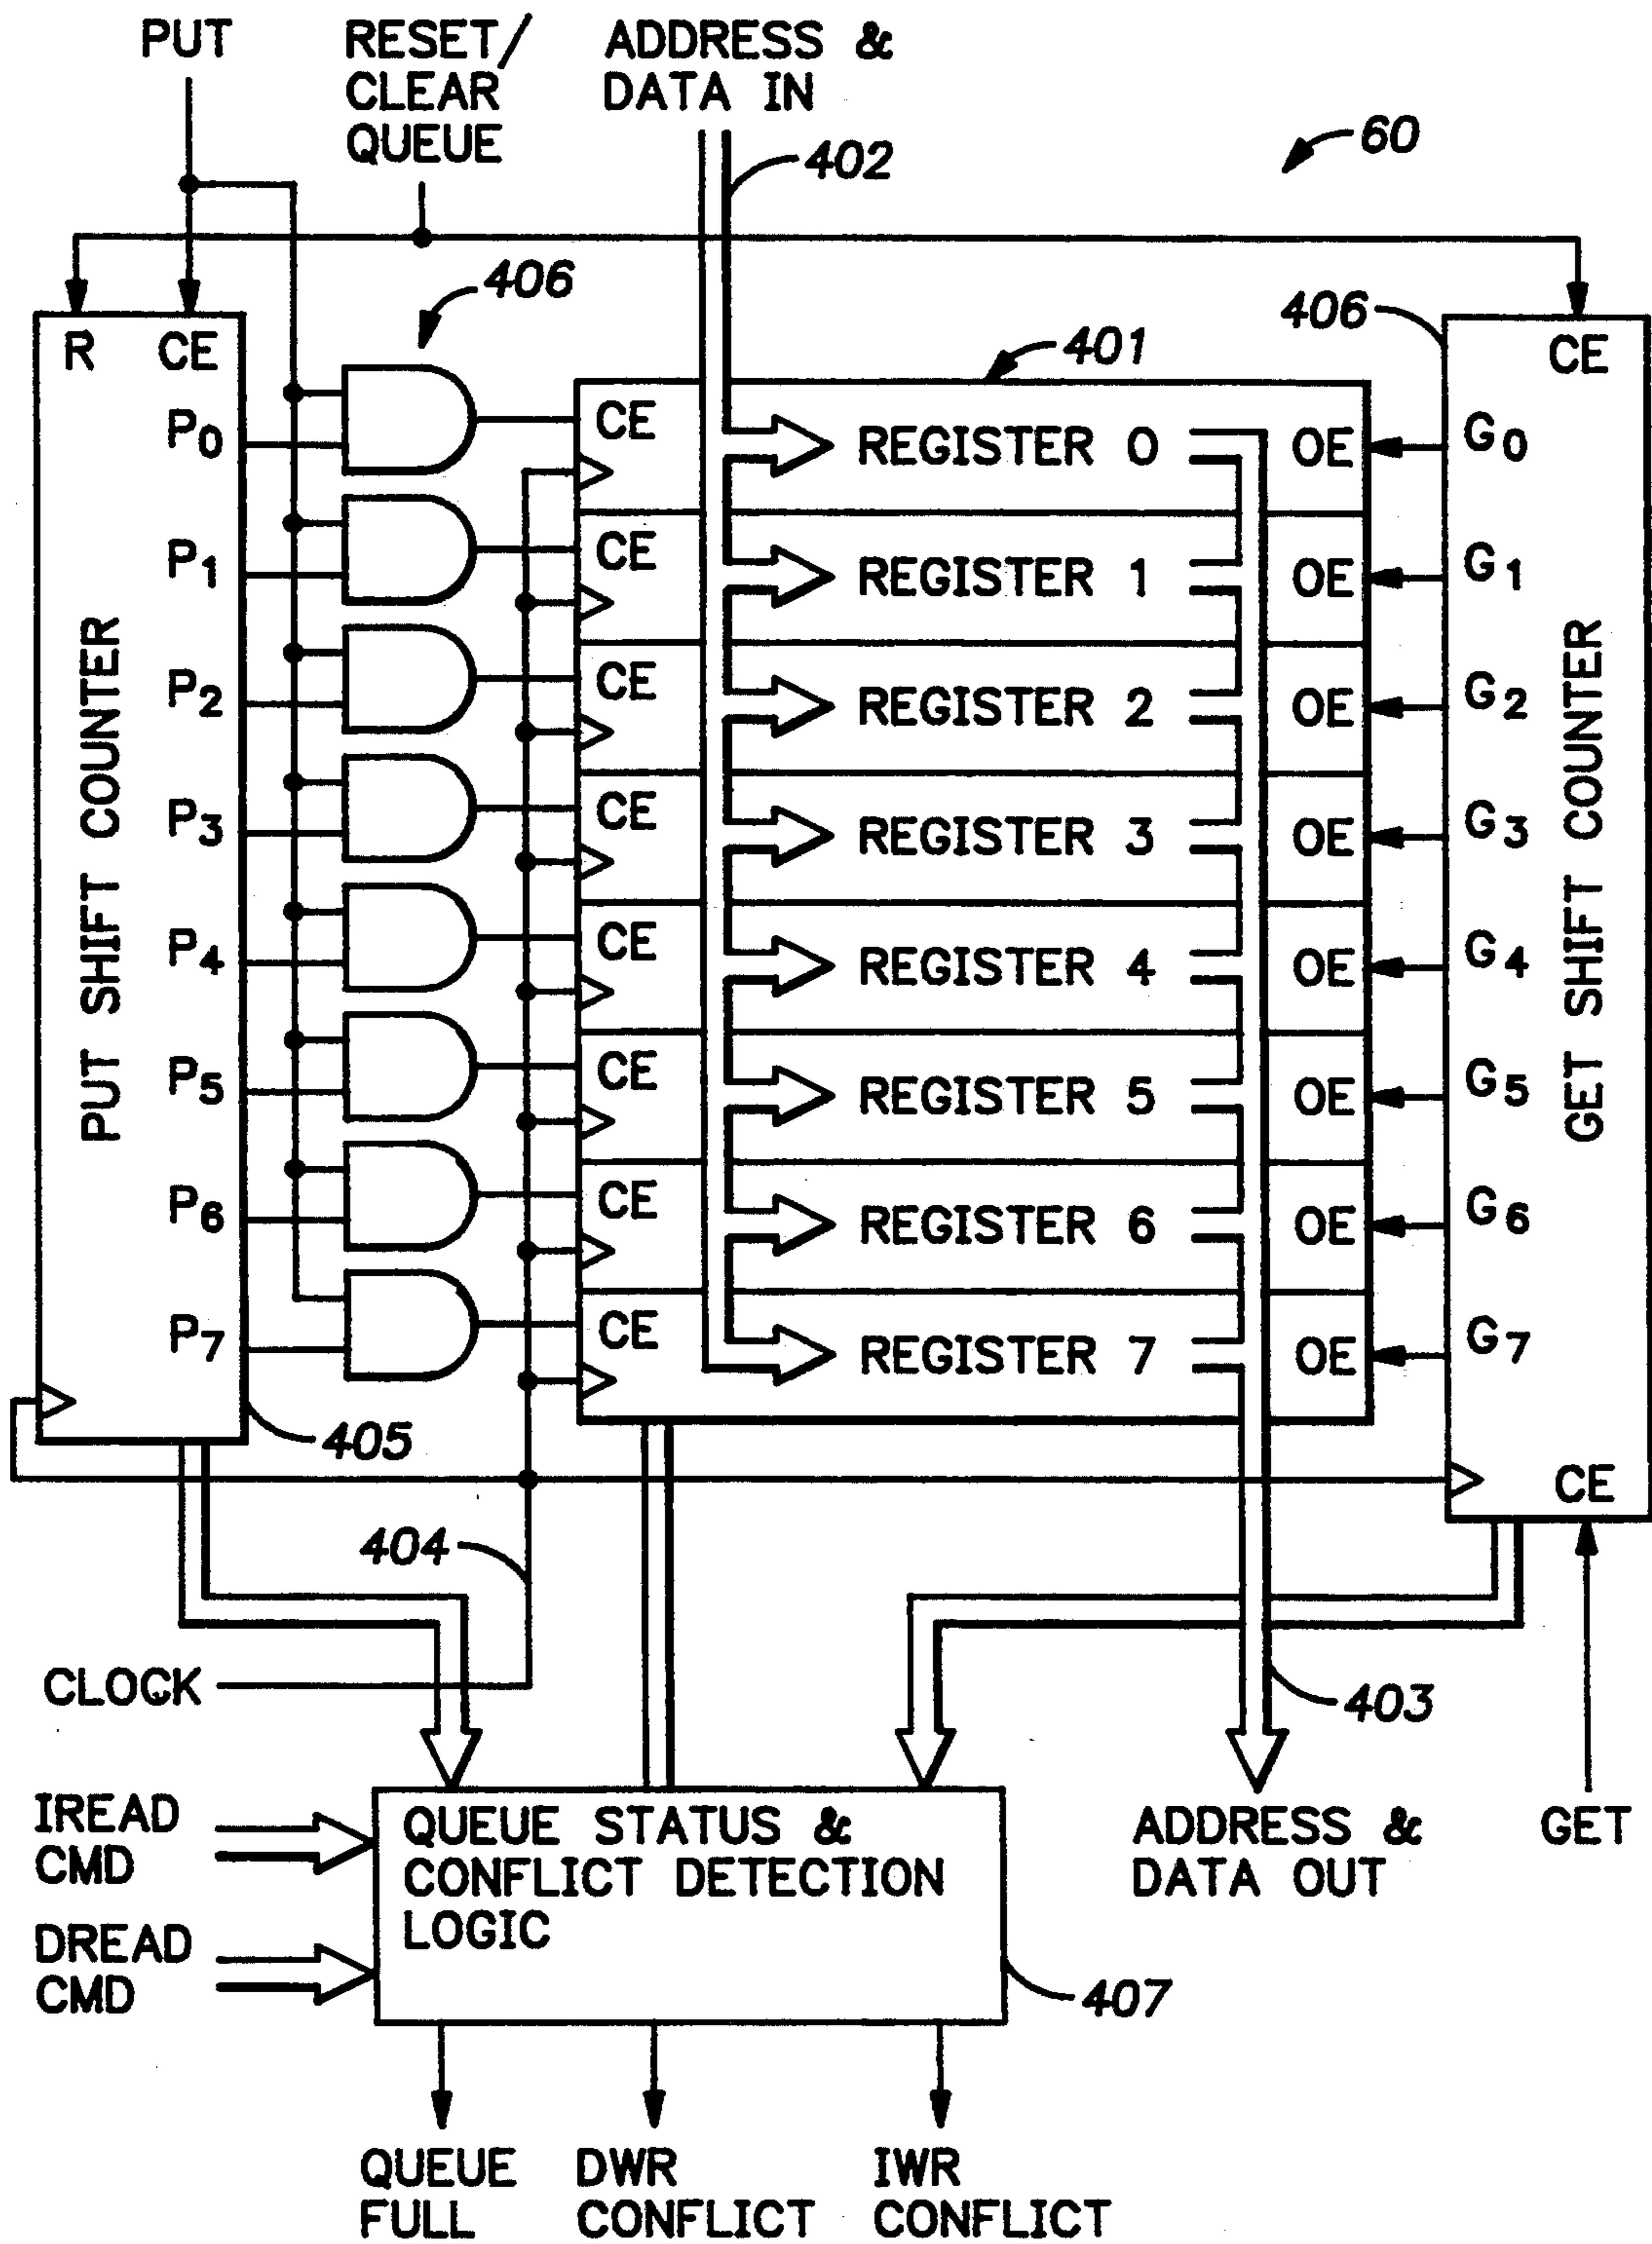 PUT
RESET/
CLEAR
QUEUE
ADDRESS &
DATA IN
402
60
406
401
406
R CE
CE
P0
P1
P2
P3
P4
P5
P6
P7
PUT SHIFT COUNTER
405
CE REGISTER 0 OE
CE REGISTER 1 OE
CE REGISTER 2 OE
CE REGISTER 3 OE
CE REGISTER 4 OE
CE REGISTER 5 OE
CE REGISTER 6 OE
CE REGISTER 7 OE
G0
G1
G2
G3
G4
G5
G6
G7
GET SHIFT COUNTER
CE
404
CLOCK
403
IREAD
CMD
DREAD
CMD
QUEUE STATUS &
CONFLICT DETECTION
LOGIC
407
ADDRESS &
DATA OUT
GET
QUEUE
FULL
DWR
CONFLICT
IWR
CONFLICT